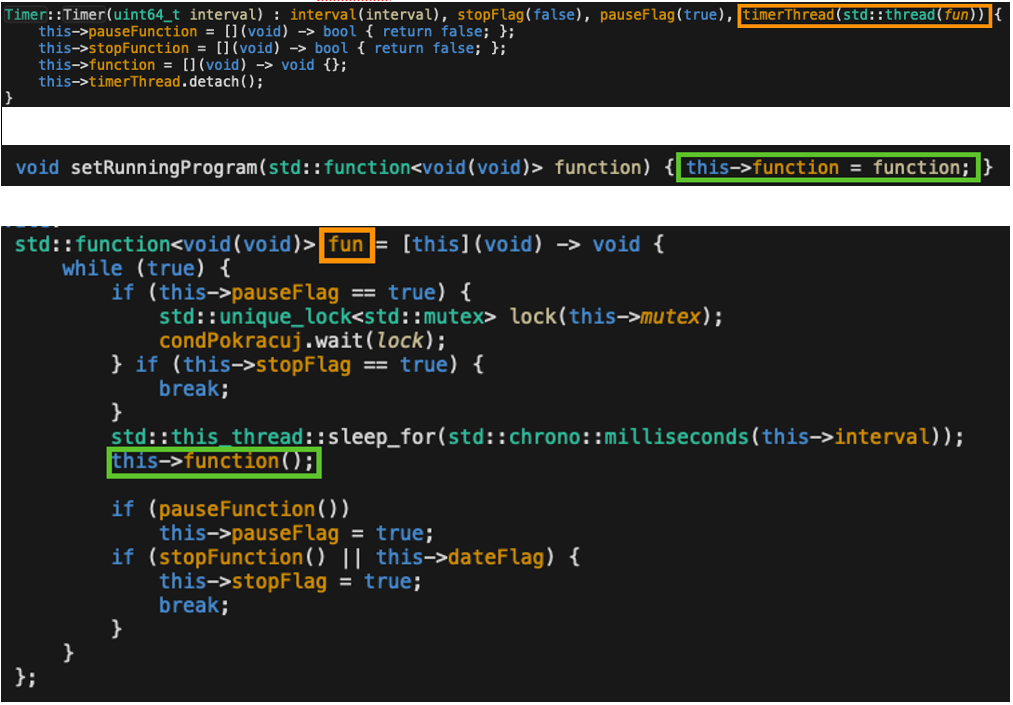 Timer::Timer(uint64_t interval) : interval(interval), stopFlag(false), pauseFlag(true), timerThread(std::thread(fun)) {
    this->pauseFunction = [](void) -> bool { return false; };
    this->stopFunction = [](void) -> bool { return false; };
    this->function = [](void) -> void {};
    this->timerThread.detach();
}
void setRunningProgram(std::function<void(void)> function) { this->function = function; }
std::function<void(void)> fun = [this](void) -> void {
    while (true) {
        if (this->pauseFlag == true) {
            std::unique_lock<std::mutex> lock(this->mutex);
            condPokracuj.wait(lock);
        } if (this->stopFlag == true) {
            break;
        }
        std::this_thread::sleep_for(std::chrono::milliseconds(this->interval));
        this->function();
        if (pauseFunction())
            this->pauseFlag = true;
        if (stopFunction() || this->dateFlag) {
            this->stopFlag = true;
            break;
        }
    }
};